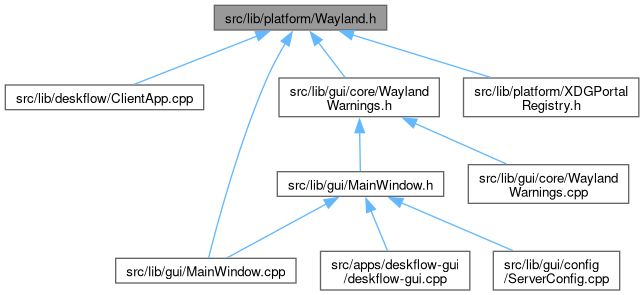 src/lib/platform/Wayland.h
src/lib/deskflow/ClientApp.cpp
src/lib/gui/core/Wayland
Warnings.h
src/lib/platform/XDGPortal
Registry.h
src/lib/gui/MainWindow.h
src/lib/gui/core/Wayland
Warnings.cpp
src/lib/gui/MainWindow.cpp
src/apps/deskflow-gui
/deskflow-gui.cpp
src/lib/gui/config
/ServerConfig.cpp